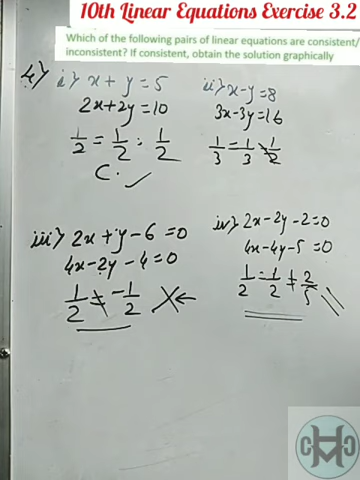 10th Linear Equations Exercise 3.2
Which of the following pairs of linear equations are consistent/
inconsistent? If consistent, obtain the solution graphically
4) i) x + y = 5
2x+2y=10
1/2 = 1/2 = 1/2
C. ✓
ii) x-y=8
3x-3y=16
1/3 = 1/3 ≠ 1/2
iii) 2x+y-6=0
4x-2y-4=0
1/2 ≠ -1/2 X←
iv) 2x-2y-2=0
4x-4y-5=0
1/2 = 1/2 ≠ 2/5
CHC